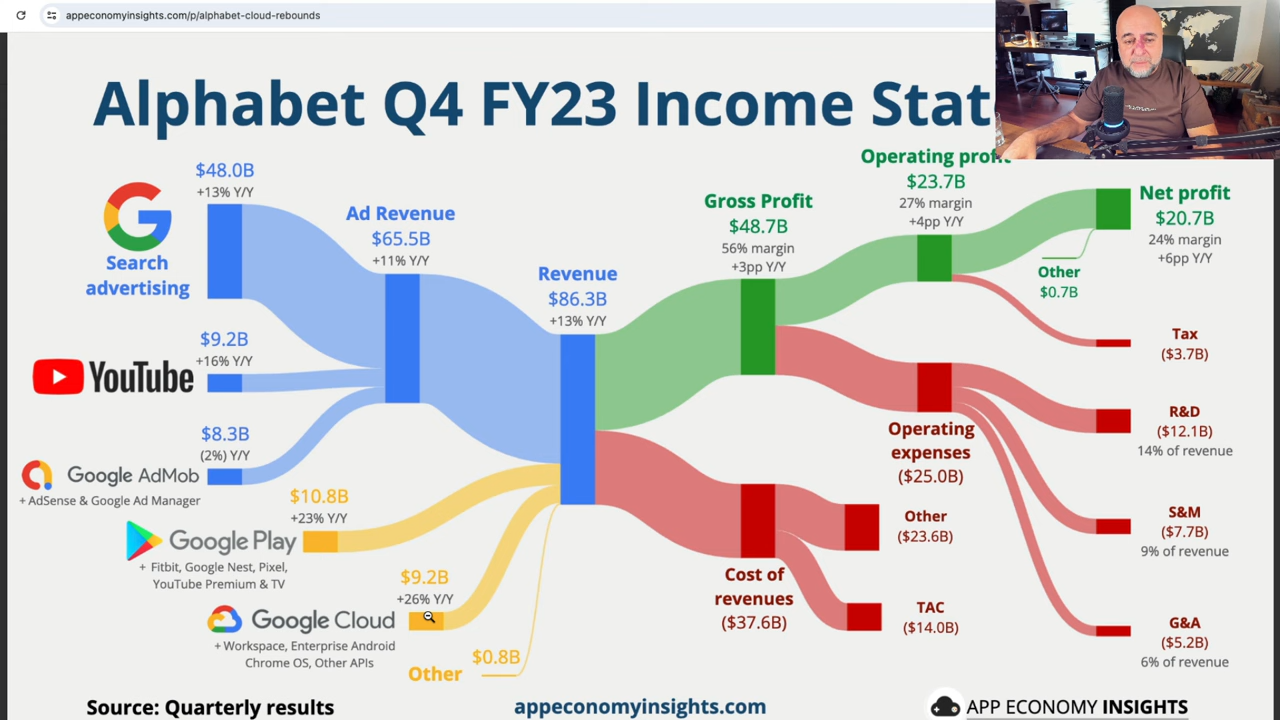 appeconomyinsights.com/p/alphabet-cloud-rebounds
Alphabet Q4 FY23 Income
$48.0B
+13% Y/Y
Search
advertising
Ad Revenue
$65.5B
+11% Y/Y
$9.2B
+16% Y/Y
YouTube
$8.3B
(2%) Y/Y
Google AdMob
+ AdSense & Google Ad Manager
$10.8B
+23% Y/Y
Google Play
+ Fitbit, Google Nest, Pixel,
YouTube Premium & TV
$9.2B
+26% Y/Y
Google Cloud
+ Workspace, Enterprise Android
Chrome OS, Other APIs
Other
$0.8B
Revenue
$86.3B
+13% Y/Y
Gross Profit
$48.7B
56% margin
+3pp Y/Y
Cost of
revenues
($37.6B)
Operating profit
$23.7B
27% margin
+4pp Y/Y
Operating
expenses
($25.0B)
Other
($23.6B)
TAC
($14.0B)
Net profit
$20.7B
24% margin
+6pp Y/Y
Other
$0.7B
Tax
($3.7B)
R&D
($12.1B)
14% of revenue
S&M
($7.7B)
9% of revenue
G&A
($5.2B)
6% of revenue
Source: Quarterly results
appeconomyinsights.com
APP ECONOMY INSIGHTS